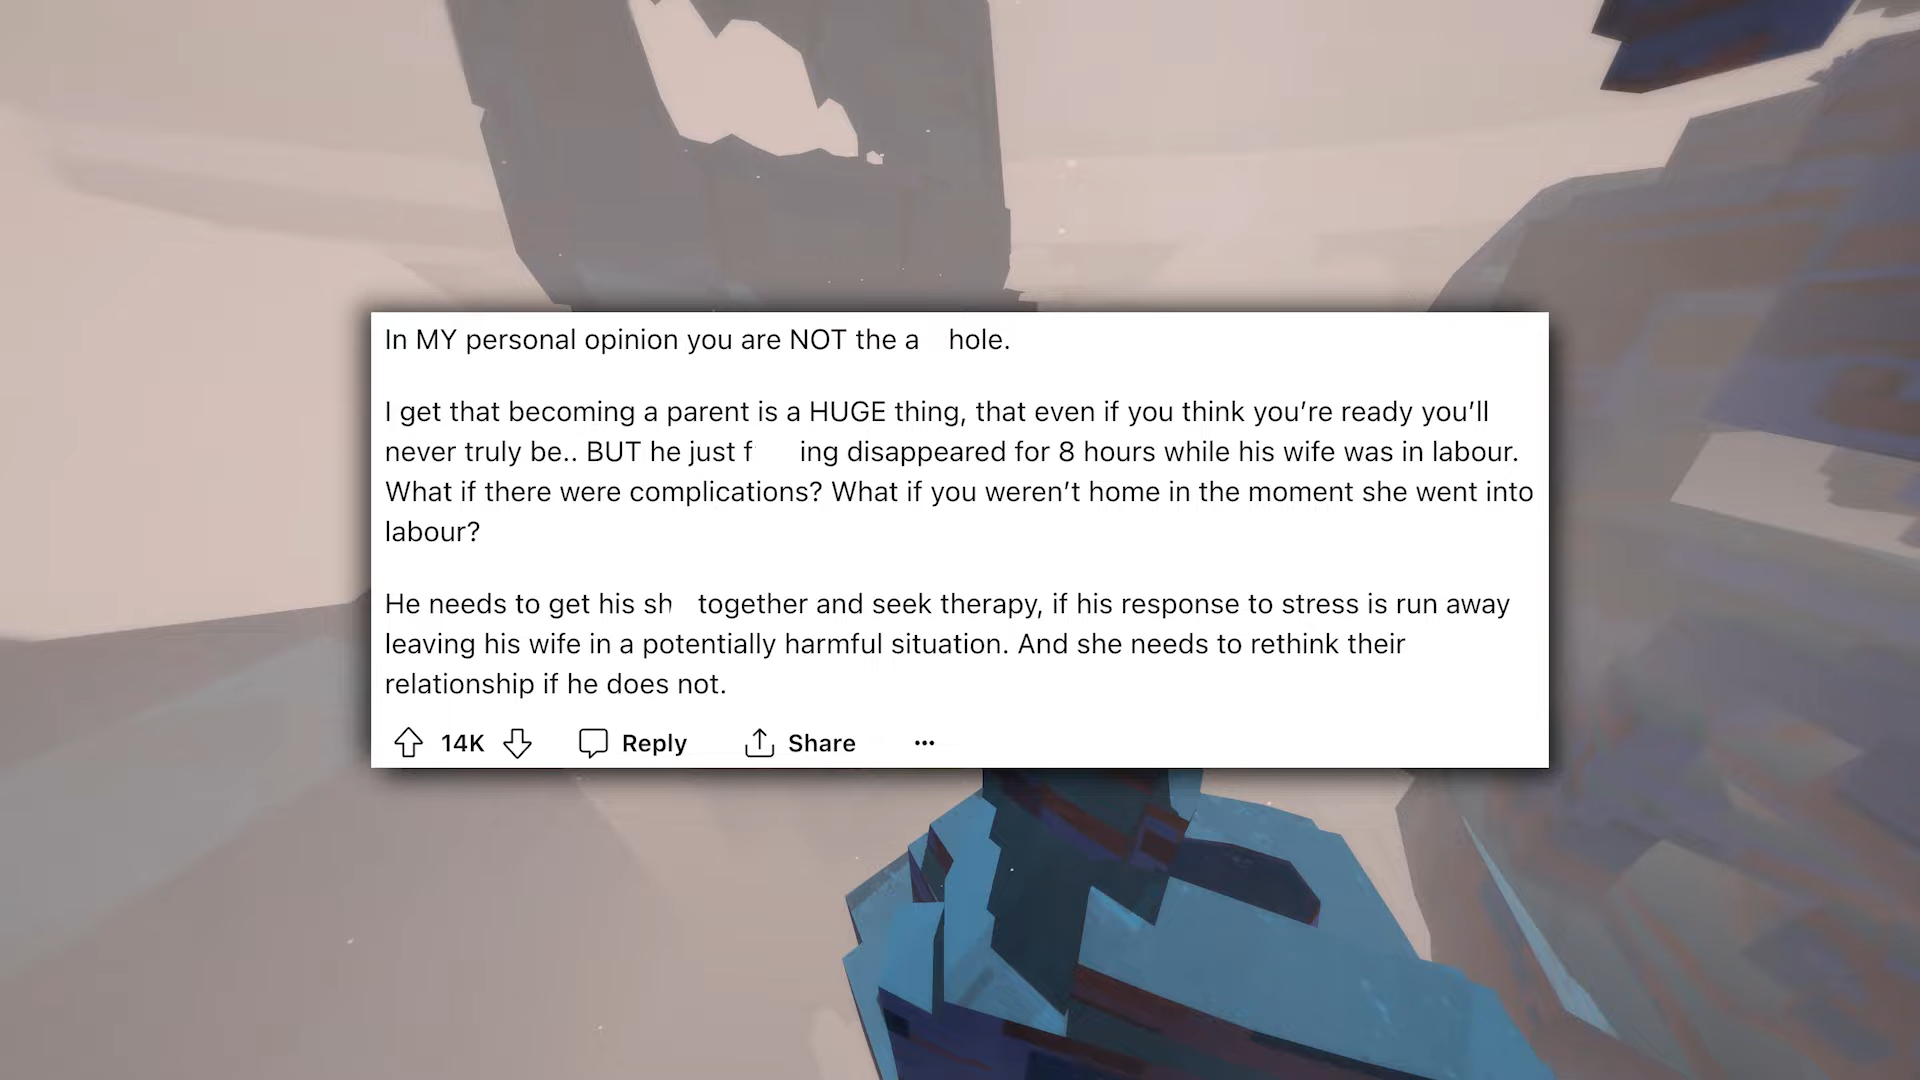 In MY personal opinion you are NOT the a hole.
I get that becoming a parent is a HUGE thing, that even if you think you’re ready you’ll
never truly be.. BUT he just f ing disappeared for 8 hours while his wife was in labour.
What if there were complications? What if you weren’t home in the moment she went into
labour?
He needs to get his sh together and seek therapy, if his response to stress is run away
leaving his wife in a potentially harmful situation. And she needs to rethink their
relationship if he does not.
14K Reply Share ...